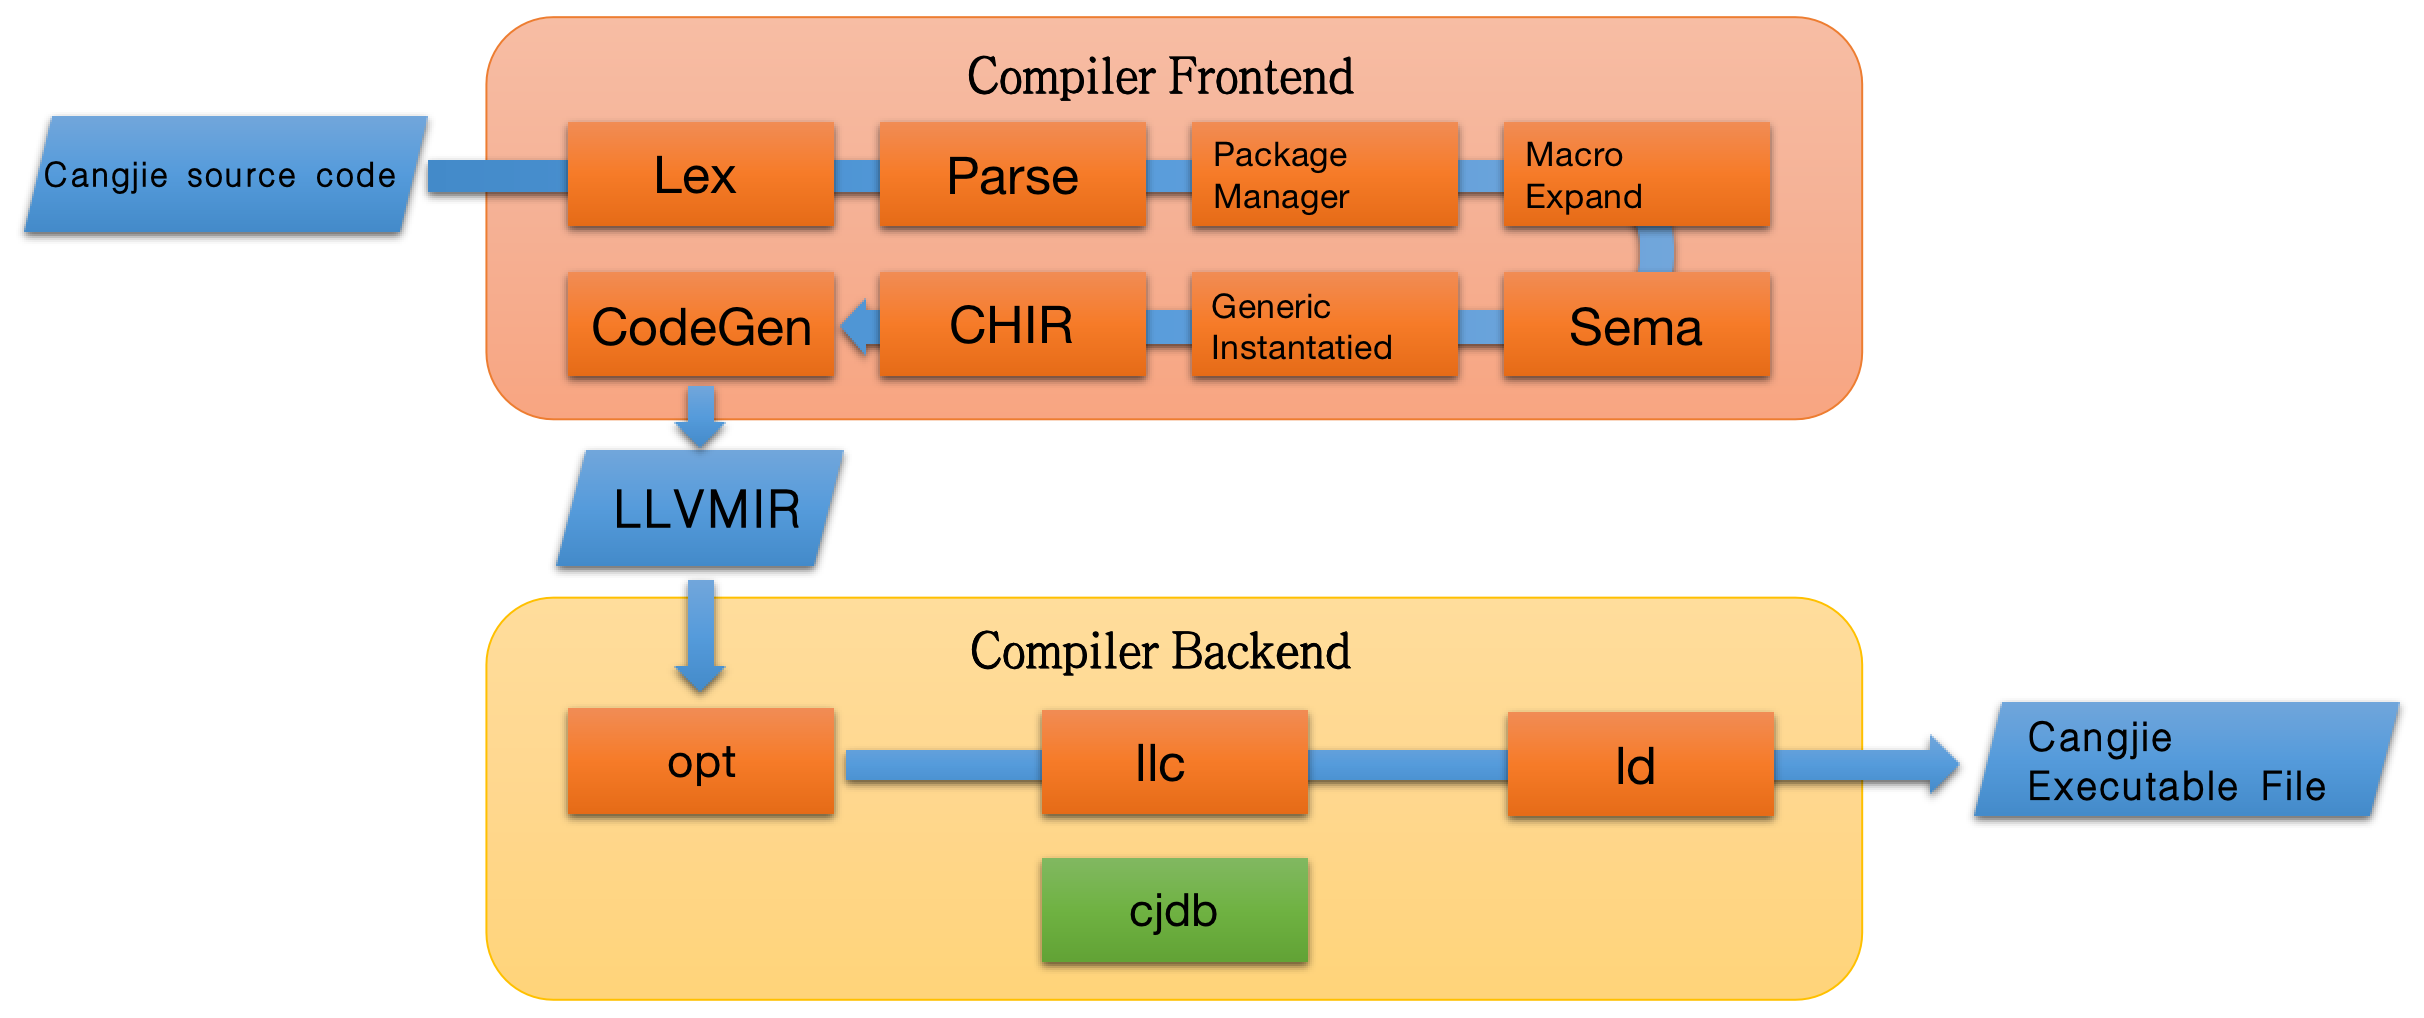 Compiler Frontend
Cangjie source code
Lex
Parse
Package
Manager
Macro
Expand
CodeGen
CHIR
Generic
Instantatied
Sema
LLVMIR
Compiler Backend
opt
llc
ld
Cangjie
Executable File
cjdb